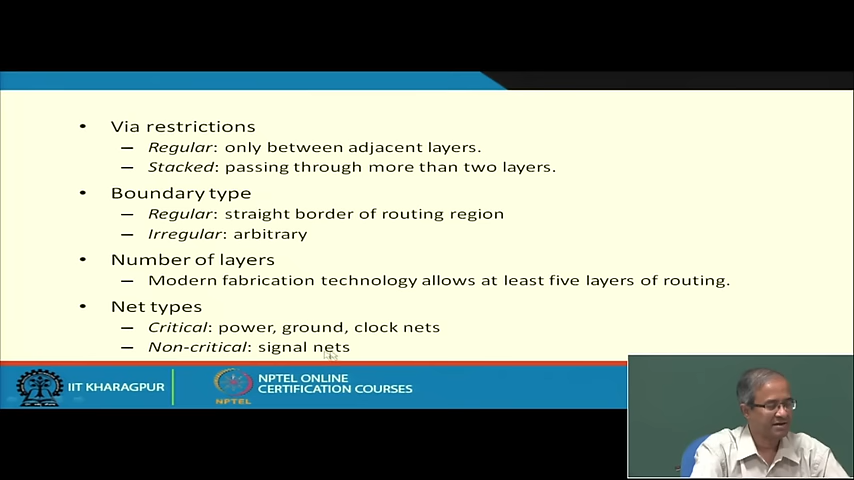 • Via restrictions
– Regular: only between adjacent layers.
– Stacked: passing through more than two layers.
• Boundary type
– Regular: straight border of routing region
– Irregular: arbitrary
• Number of layers
– Modern fabrication technology allows at least five layers of routing.
• Net types
– Critical: power, ground, clock nets
– Non-critical: signal nets
IIT KHARAGPUR
NPTEL
NPTEL ONLINE
CERTIFICATION COURSES